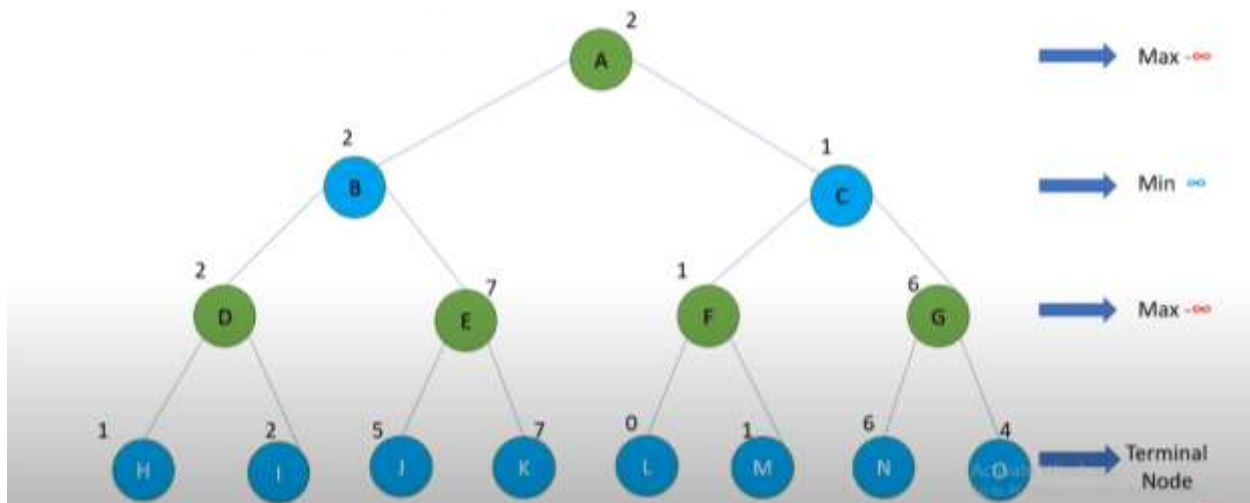 2
A
Max -∞
2
1
B
C
Min ∞
2
7
1
6
D
E
F
G
Max -∞
1
2
5
7
0
1
6
4
H
I
J
K
L
M
N
O
Terminal
Node